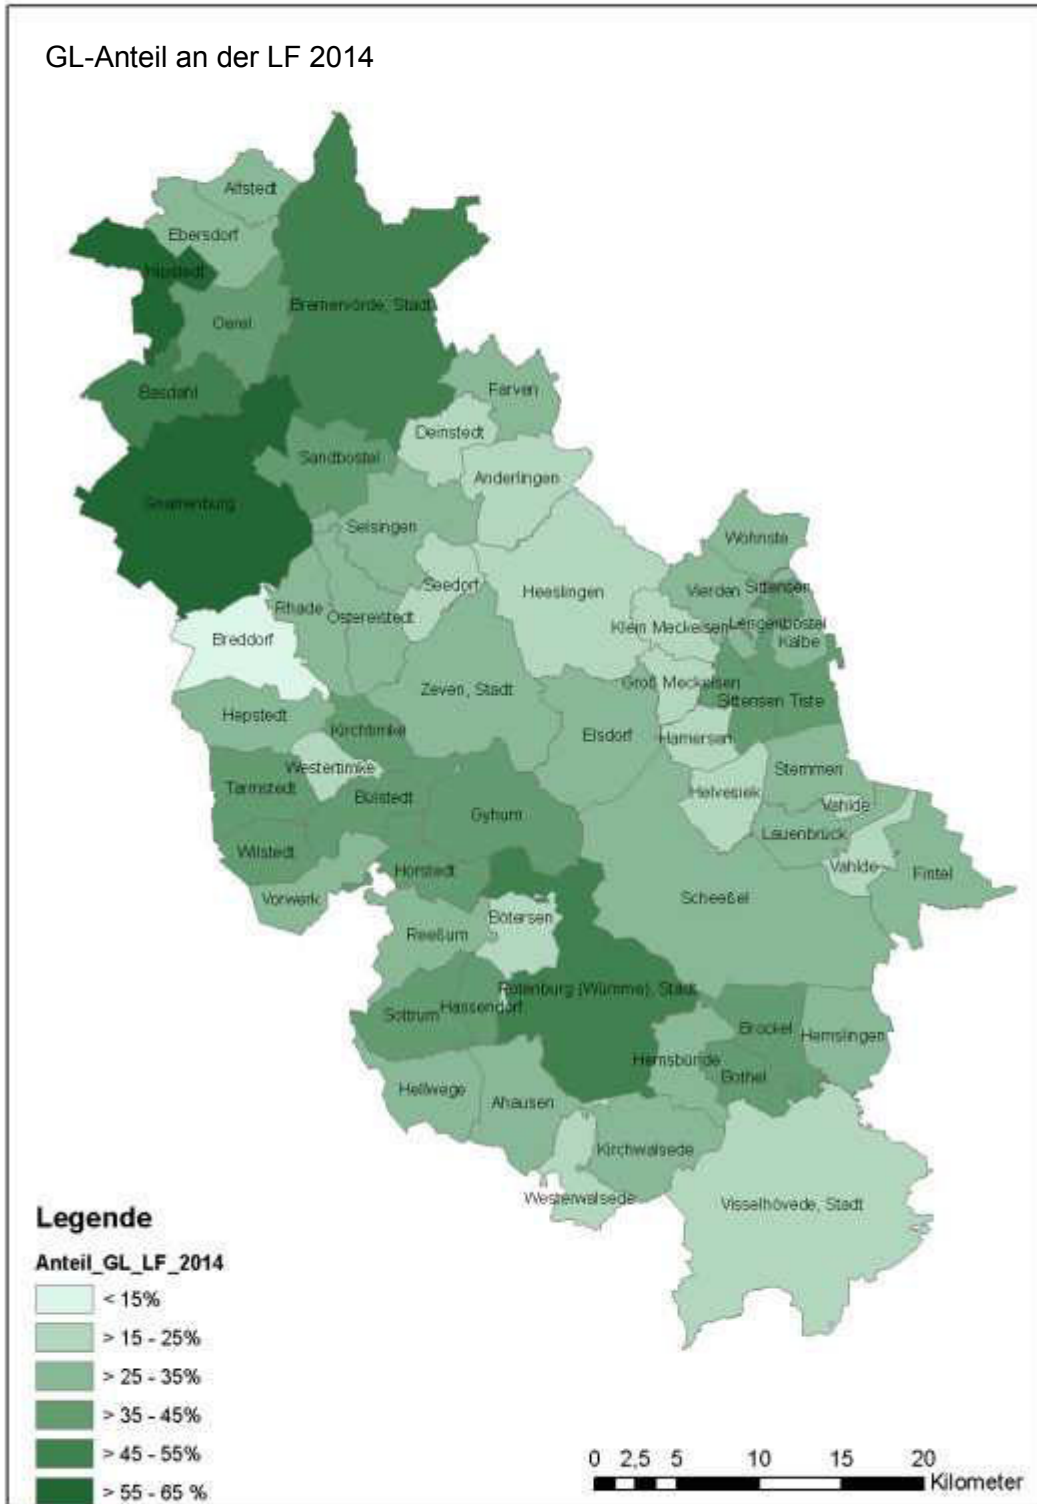 GL-Anteil an der LF 2014
Alfstedt
Ebersdorf
Hipstedt
Oerel
Bremervörde, Stadt
Basdahl
Farven
Deinstedt
Sandbostel
Anderlingen
Gnarrenburg
Selsingen
Wohnste
Seedorf
Heeslingen
Vierden
Sittensen
Rhade
Ostereistedt
Klein Meckelsen
Lengenbostel
Breddorf
Kalbe
Groß Meckelsen
Zeven, Stadt
Sittensen
Tiste
Hepstedt
Kirchtimke
Elsdorf
Hamersen
Westertimke
Stemmen
Tarmstedt
Bülstedt
Helvesiek
Vahlde
Gyhum
Lauenbrück
Wilstedt
Horstedt
Vahlde
Fintel
Vorwerk
Scheeßel
Bötersen
Reeßum
Rotenburg (Wümme), Stadt
Hassendorf
Sottrum
Brockel
Hemslingen
Hemsbünde
Bothel
Hellwege
Ahausen
Kirchwalsede
Westerwalsede
Visselhövede, Stadt
Legende
Anteil_GL_LF_2014
< 15%
> 15 - 25%
> 25 - 35%
> 35 - 45%
> 45 - 55%
> 55 - 65 %
0 2,5 5 10 15 20
Kilometer